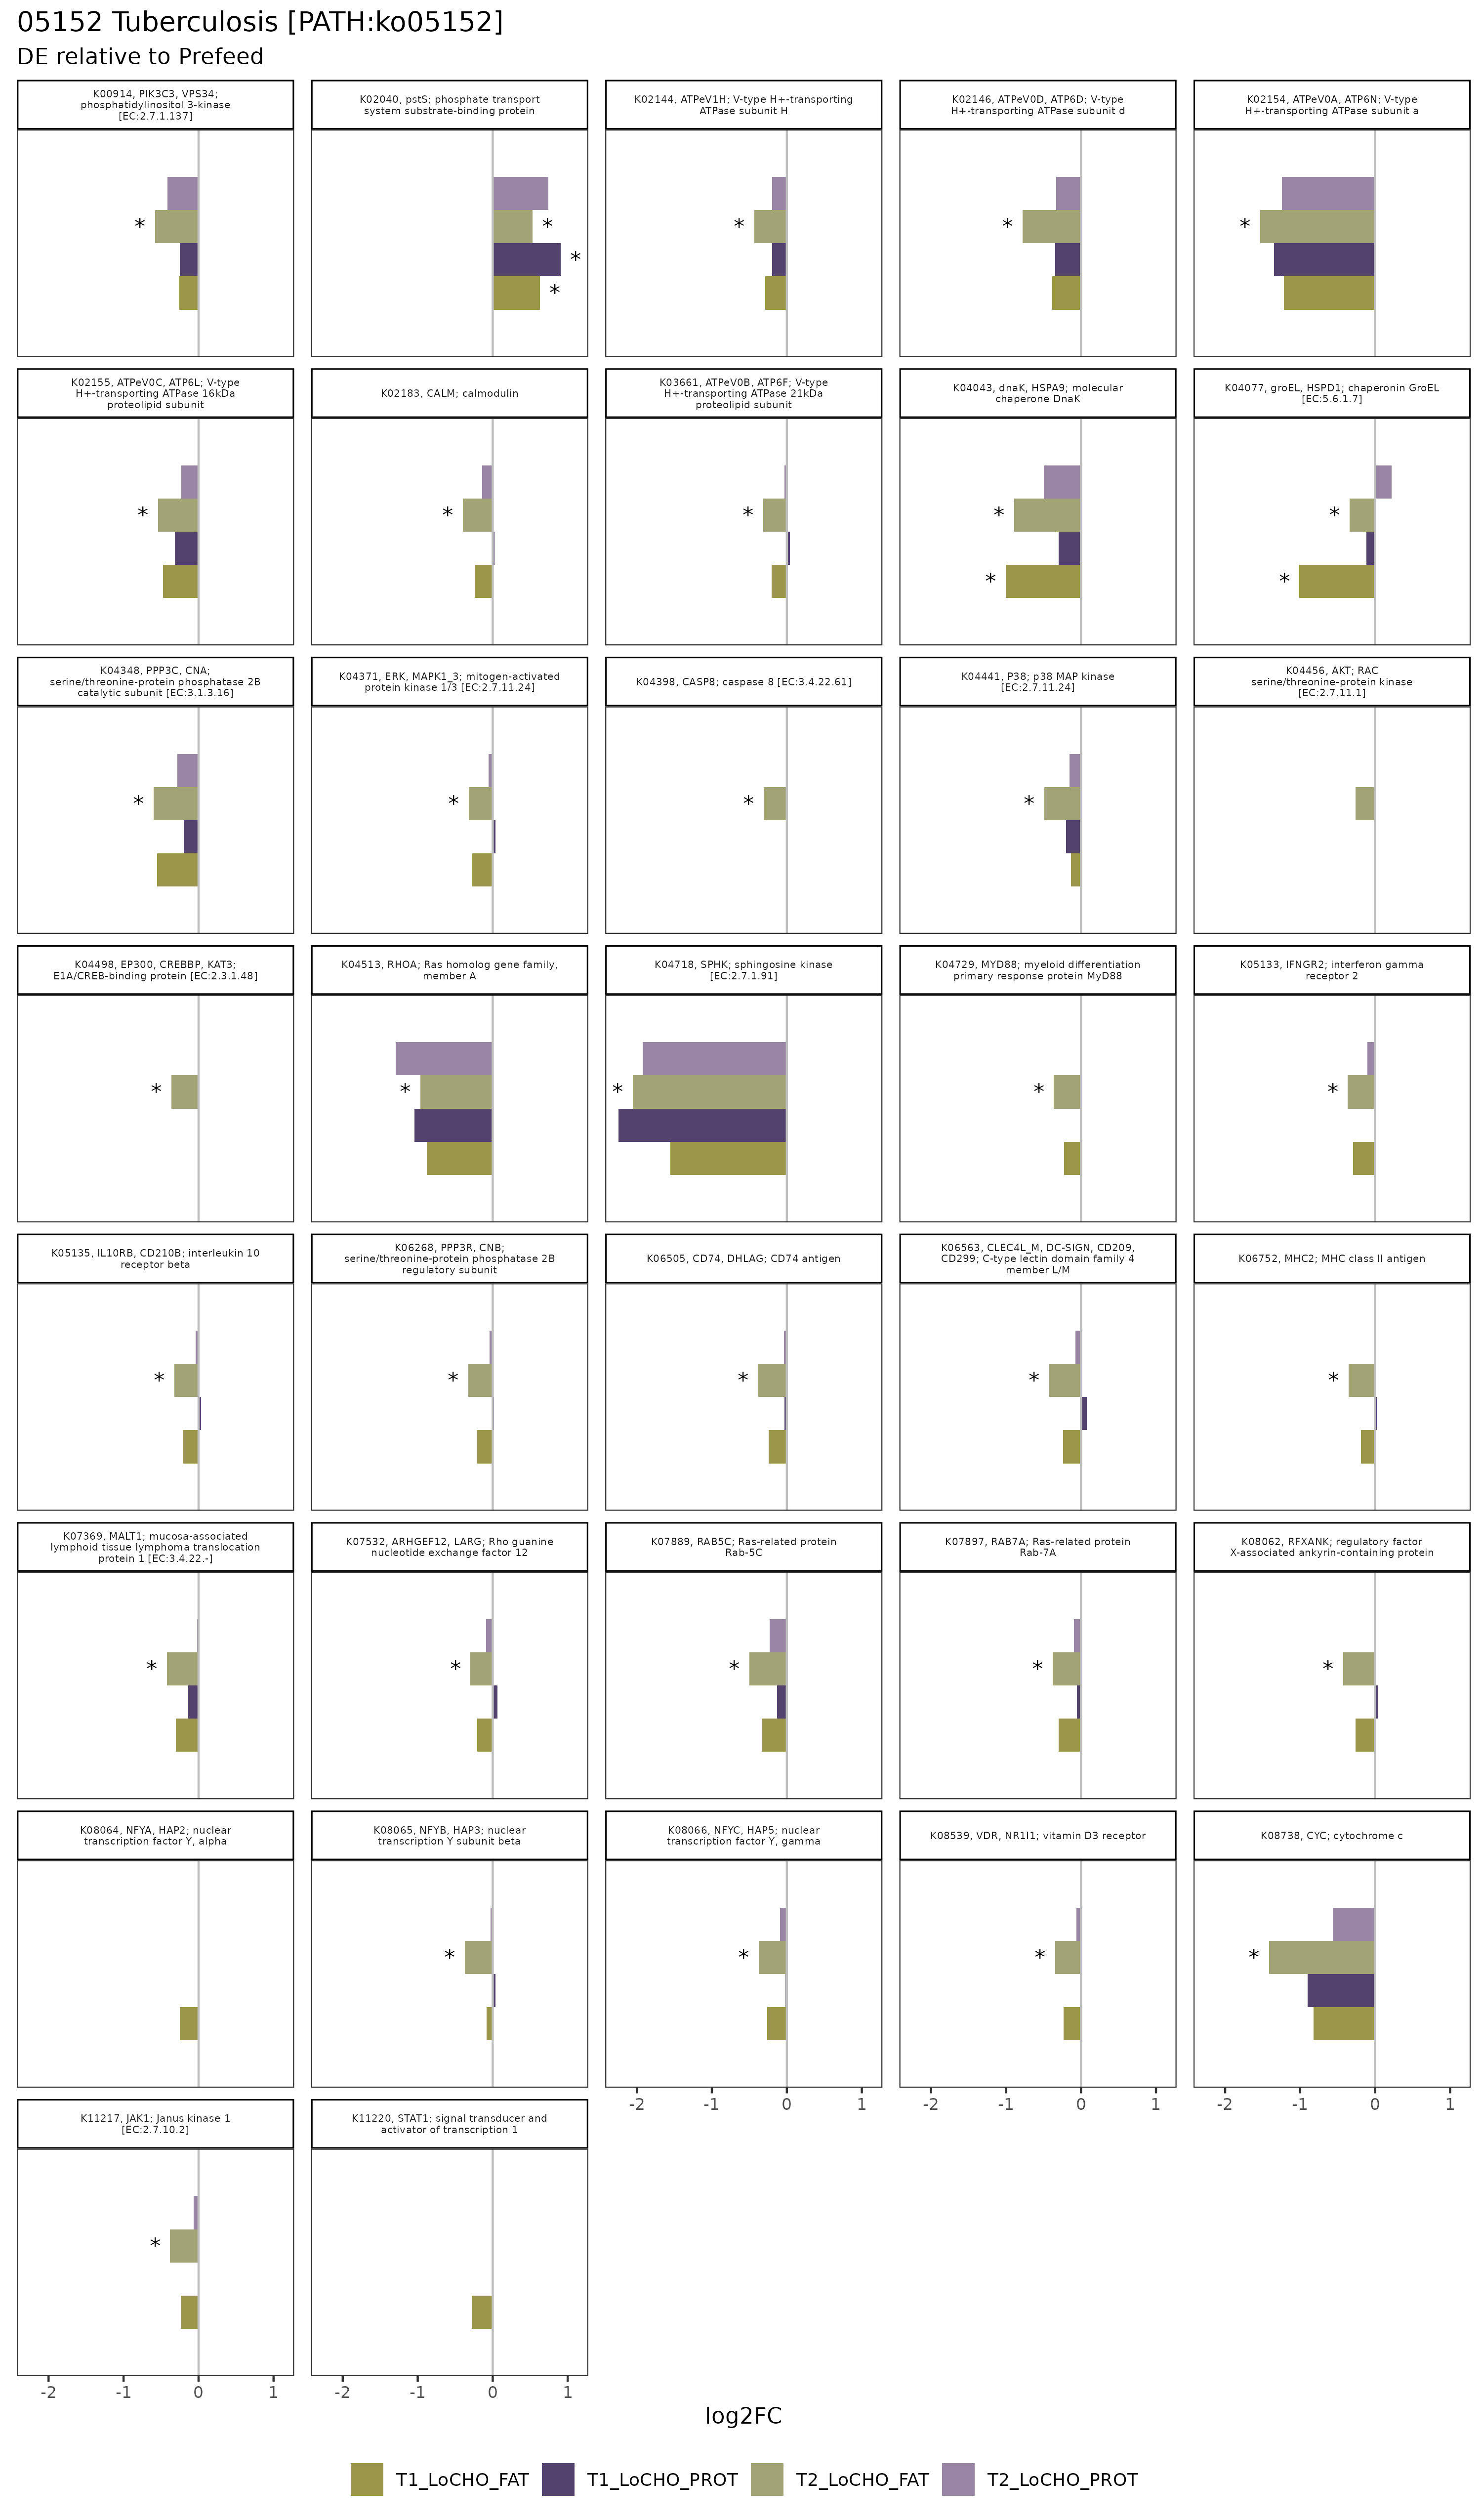 05152 Tuberculosis [PATH:ko05152]
DE relative to Prefeed
K00914, PIK3C3, VPS34;
phosphatidylinositol 3-kinase
[EC:2.7.1.137]
K02040, pstS; phosphate transport
system substrate-binding protein
K02144, ATPeV1H; V-type H+-transporting
ATPase subunit H
K02146, ATPeV0D, ATP6D; V-type
H+-transporting ATPase subunit d
K02154, ATPeV0A, ATP6N; V-type
H+-transporting ATPase subunit a
*
*
*
*
*
*
*
K02155, ATPeV0C, ATP6L; V-type
H+-transporting ATPase 16kDa
proteolipid subunit
K02183, CALM; calmodulin
K03661, ATPeV0B, ATP6F; V-type
H+-transporting ATPase 21kDa
proteolipid subunit
K04043, dnaK, HSPA9; molecular
chaperone DnaK
K04077, groEL, HSPD1; chaperonin GroEL
[EC:5.6.1.7]
*
*
*
*
*
*
*
K04348, PPP3C, CNA;
serine/threonine-protein phosphatase 2B
catalytic subunit [EC:3.1.3.16]
K04371, ERK, MAPK1_3; mitogen-activated
protein kinase 1/3 [EC:2.7.11.24]
K04398, CASP8; caspase 8 [EC:3.4.22.61]
K04441, P38; p38 MAP kinase
[EC:2.7.11.24]
K04456, AKT; RAC
serine/threonine-protein kinase
[EC:2.7.11.1]
*
*
*
*
K04498, EP300, CREBBP, KAT3;
E1A/CREB-binding protein [EC:2.3.1.48]
K04513, RHOA; Ras homolog gene family,
member A
K04718, SPHK; sphingosine kinase
[EC:2.7.1.91]
K04729, MYD88; myeloid differentiation
primary response protein MyD88
K05133, IFNGR2; interferon gamma
receptor 2
*
*
*
*
*
K05135, IL10RB, CD210B; interleukin 10
receptor beta
K06268, PPP3R, CNB;
serine/threonine-protein phosphatase 2B
regulatory subunit
K06505, CD74, DHLAG; CD74 antigen
K06563, CLEC4L_M, DC-SIGN, CD209,
CD299; C-type lectin domain family 4
member L/M
K06752, MHC2; MHC class II antigen
*
*
*
*
*
K07369, MALT1; mucosa-associated
lymphoid tissue lymphoma translocation
protein 1 [EC:3.4.22.-]
K07532, ARHGEF12, LARG; Rho guanine
nucleotide exchange factor 12
K07889, RAB5C; Ras-related protein
Rab-5C
K07897, RAB7A; Ras-related protein
Rab-7A
K08062, RFXANK; regulatory factor
X-associated ankyrin-containing protein
*
*
*
*
*
K08064, NFYA, HAP2; nuclear
transcription factor Y, alpha
K08065, NFYB, HAP3; nuclear
transcription Y subunit beta
K08066, NFYC, HAP5; nuclear
transcription factor Y, gamma
K08539, VDR, NR1I1; vitamin D3 receptor
K08738, CYC; cytochrome c
*
*
*
*
-2 -1 0 1
-2 -1 0 1
-2 -1 0 1
K11217, JAK1; Janus kinase 1
[EC:2.7.10.2]
K11220, STAT1; signal transducer and
activator of transcription 1
*
-2 -1 0 1
-2 -1 0 1
log2FC
T1_LoCHO_FAT T1_LoCHO_PROT T2_LoCHO_FAT T2_LoCHO_PROT